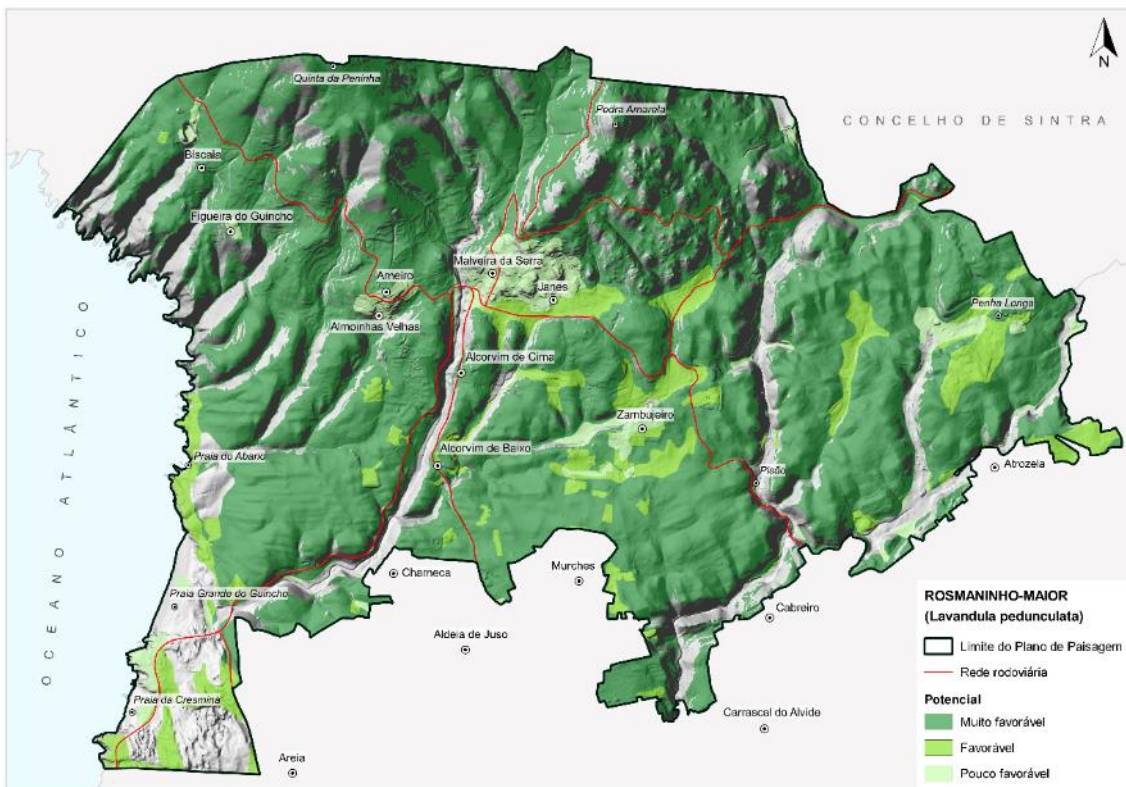 N
Quinta da Peninha
Pedra Amarela
CONCELHO DE SINTRA
Biscaia
Figueira do Guincho
Malveira da Serra
Arneiro
Janes
Penha Longa
Almoinhas Velhas
Alcorvim de Cima
Zambujeiro
Alcorvim de Baixo
Praia do Abano
Atrozela
Pisão
OCEANO ATLÂNTICO
Charneca
Murches
Praia Grande do Guincho
Cabreiro
Aldeia de Juso
Praia da Cresmina
Carrascal do Alvide
Areia
ROSMANINHO-MAIOR
(Lavandula pedunculata)
Limite do Plano de Paisagem
Rede rodoviária
Potencial
Muito favorável
Favorável
Pouco favorável